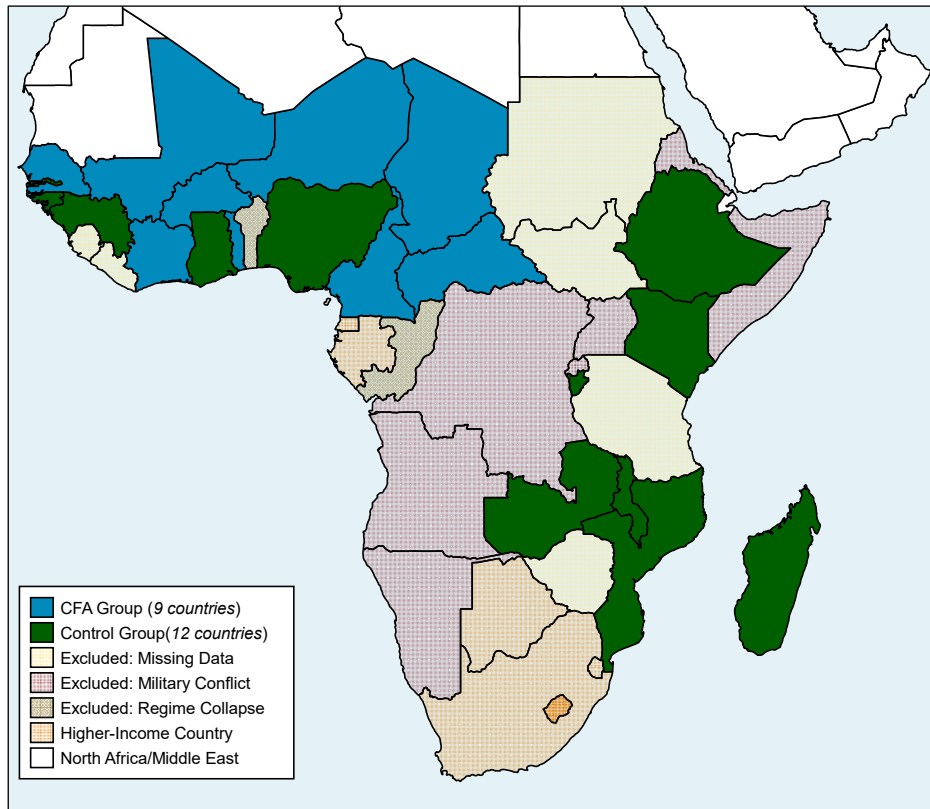 CFA Group (9 countries)
Control Group(12 countries)
Excluded: Missing Data
Excluded: Military Conflict
Excluded: Regime Collapse
Higher-Income Country
North Africa/Middle East